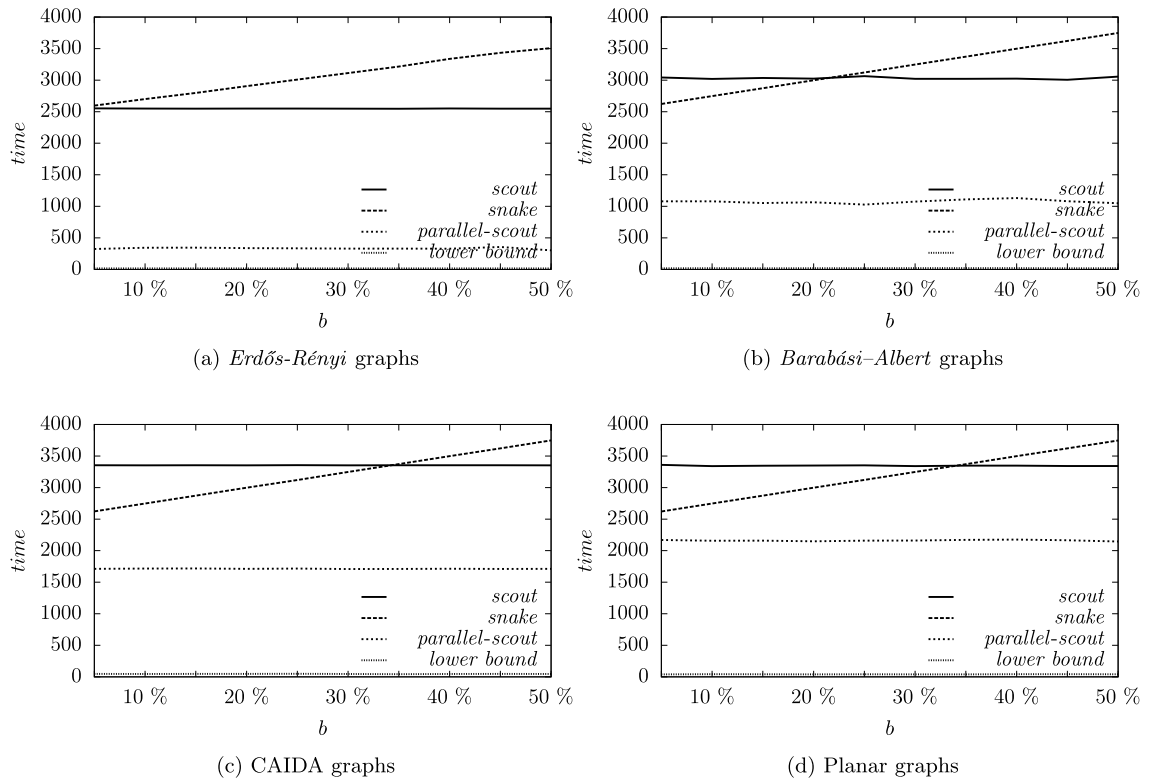 4000
3500
3000
2500
2000
1500
1000
500
0
time
scout
snake
parallel-scout
lower bound
10 % 20 % 30 % 40 % 50 %
b
(a) Erdős-Rényi graphs
4000
3500
3000
2500
2000
1500
1000
500
0
time
scout
snake
parallel-scout
lower bound
10 % 20 % 30 % 40 % 50 %
b
(b) Barabási–Albert graphs
4000
3500
3000
2500
2000
1500
1000
500
0
time
scout
snake
parallel-scout
lower bound
10 % 20 % 30 % 40 % 50 %
b
(c) CAIDA graphs
4000
3500
3000
2500
2000
1500
1000
500
0
time
scout
snake
parallel-scout
lower bound
10 % 20 % 30 % 40 % 50 %
b
(d) Planar graphs